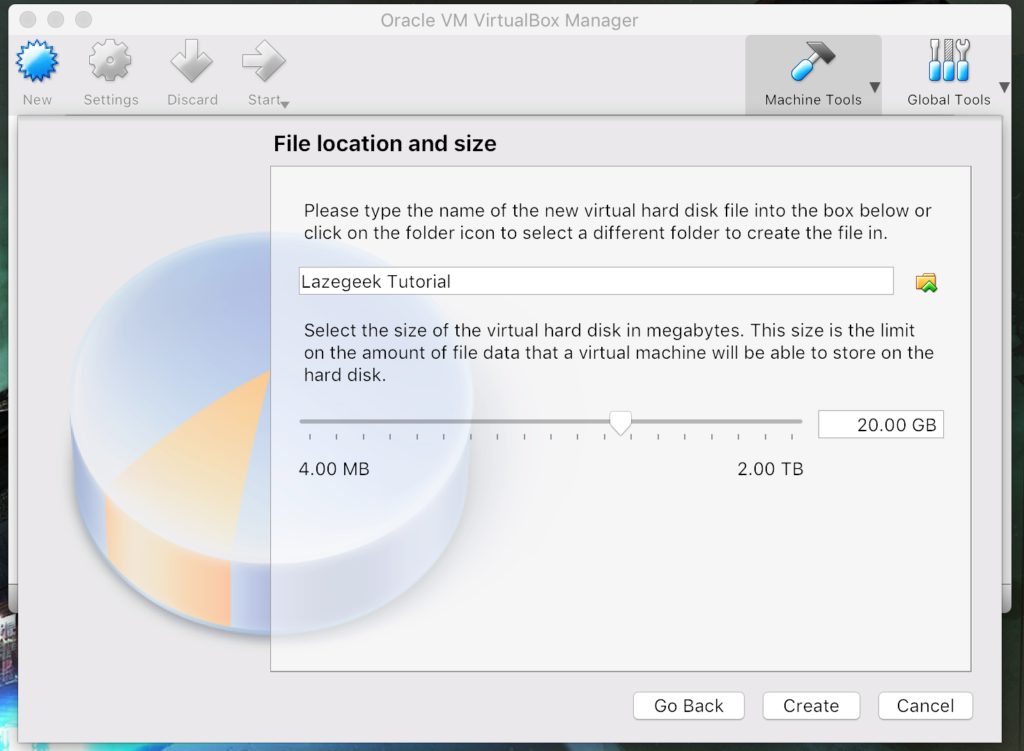 Oracle VM VirtualBox Manager
New
Settings
Discard
Start
Machine Tools
Global Tools
File location and size
Please type the name of the new virtual hard disk file into the box below or
click on the folder icon to select a different folder to create the file in.
Lazegeek Tutorial
Select the size of the virtual hard disk in megabytes. This size is the limit
on the amount of file data that a virtual machine will be able to store on the
hard disk.
20.00 GB
4.00 MB
2.00 TB
Go Back
Create
Cancel